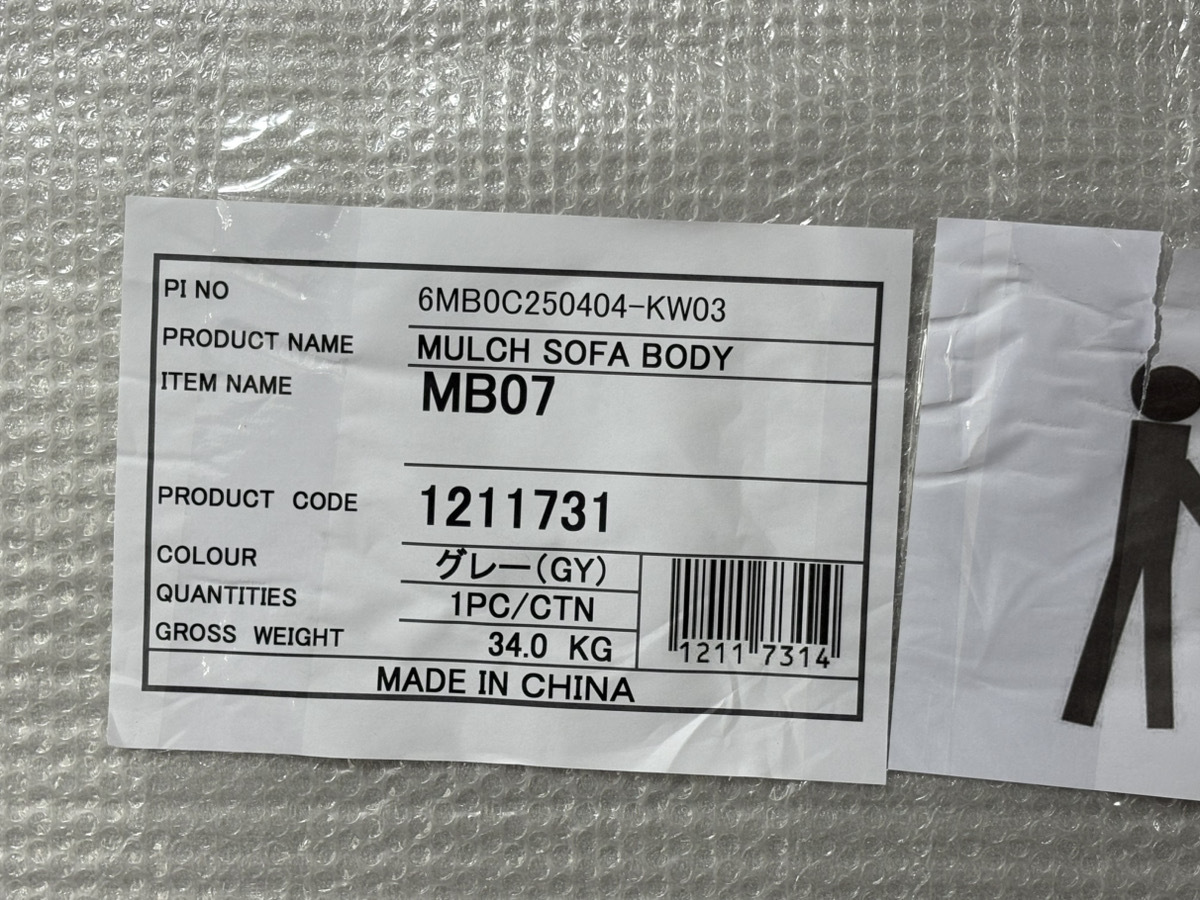 PI NO 6MB0C250404-KW03
PRODUCT NAME MULCH SOFA BODY
ITEM NAME MB07
PRODUCT CODE 1211731
COLOUR グレー(GY)
QUANTITIES 1PC/CTN
GROSS WEIGHT 34.0 KG
1211 7314
MADE IN CHINA